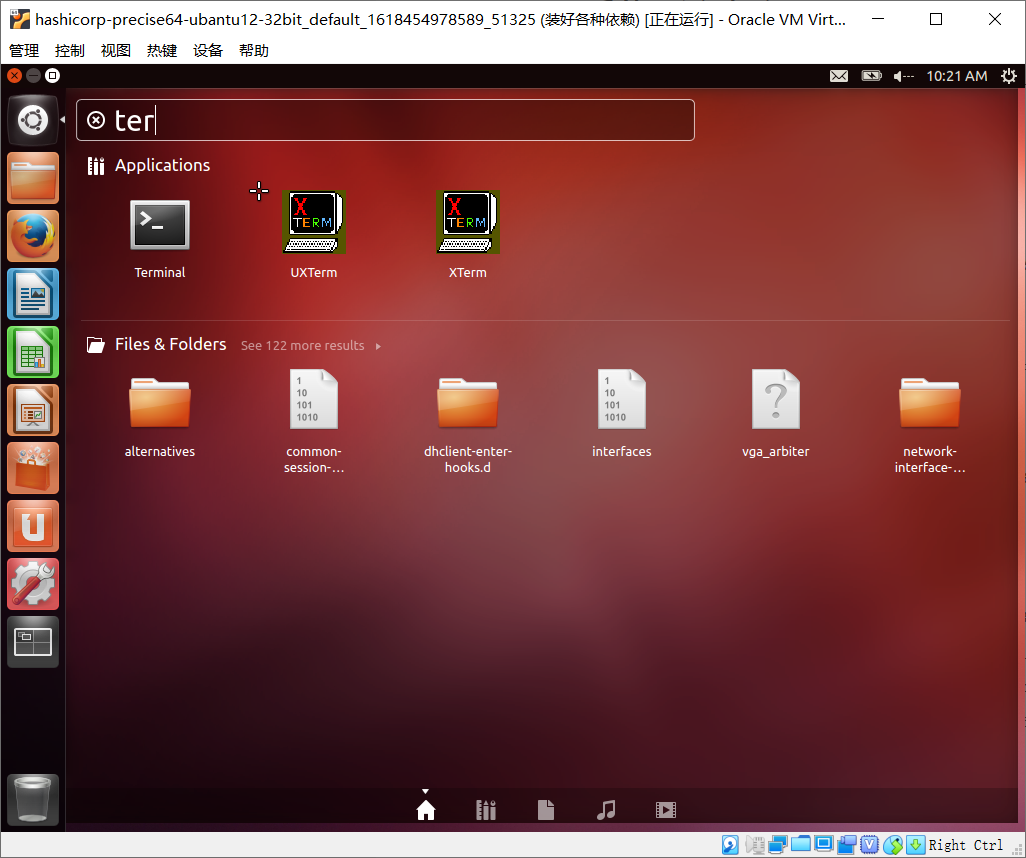 hashicorp-precise64-ubantu12-32bit_default_1618454978589_51325 (装好各种依赖) [正在运行] - Oracle VM Virt...
管理 控制 视图 热键 设备 帮助
10:21 AM
ter
Applications
X TERM X TERM
Terminal UXTerm XTerm
Files & Folders See 122 more results
1 10 101 1010
1 10 101 1010
?
alternatives common-session-... dhclient-enter-hooks.d interfaces vga_arbiter network-interface-...
Right Ctrl